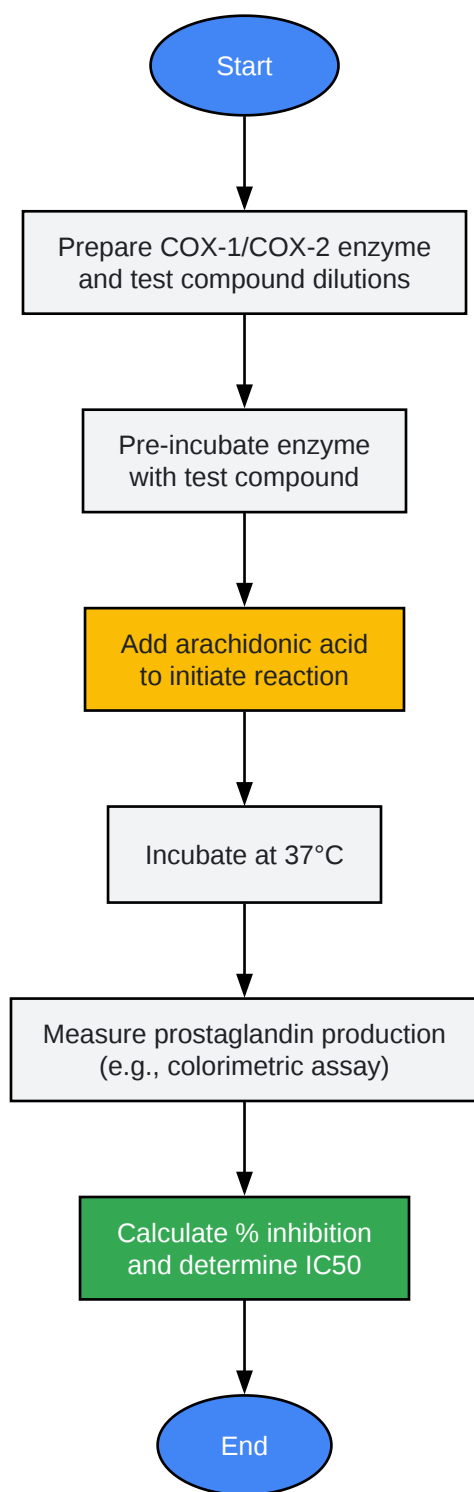 Start
Prepare COX-1/COX-2 enzyme
and test compound dilutions
Pre-incubate enzyme
with test compound
Add arachidonic acid
to initiate reaction
Incubate at 37°C
Measure prostaglandin production
(e.g., colorimetric assay)
Calculate % inhibition
and determine IC50
End